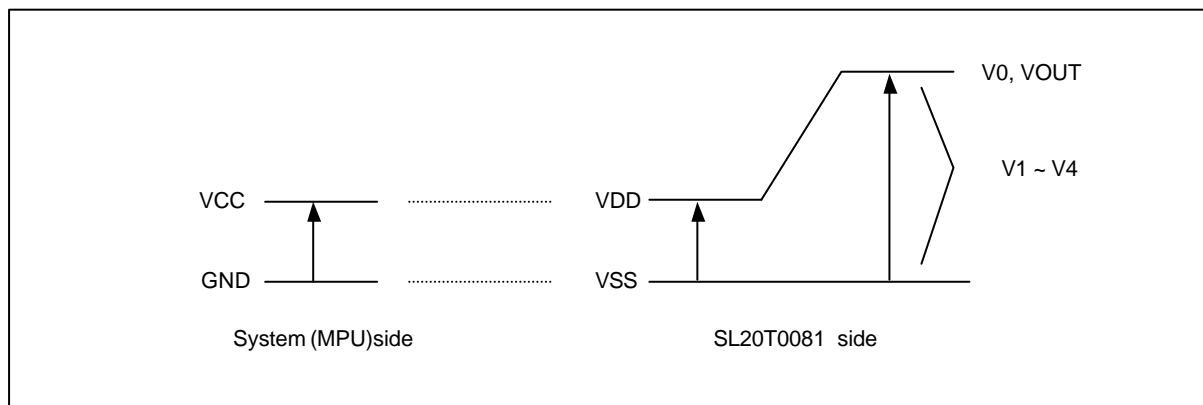 V0, VOUT
V1 ~ V4
VCC
VDD
GND
VSS
System (MPU)side
SL20T0081 side